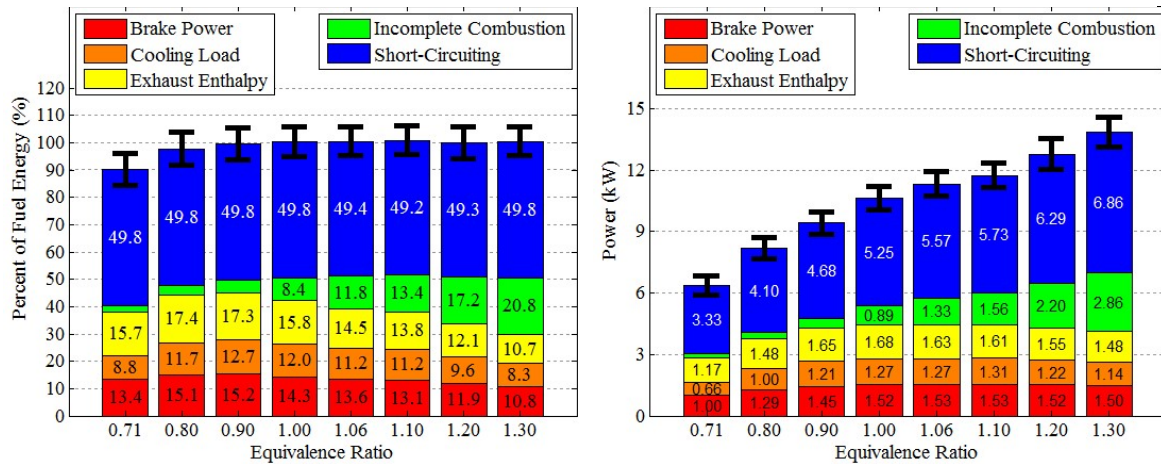 Brake Power
Cooling Load
Exhaust Enthalpy
Incomplete Combustion
Short-Circuiting
Percent of Fuel Energy (%)
120
110
100
90
80
70
60
50
40
30
20
10
0
49.8 49.8 49.8 49.8 49.4 49.2 49.3 49.8
8.4 11.8 13.4 17.2 20.8
15.7 17.4 17.3 15.8 14.5 13.8 12.1 10.7
8.8 11.7 12.7 12.0 11.2 11.2 9.6 8.3
13.4 15.1 15.2 14.3 13.6 13.1 11.9 10.8
0.71 0.80 0.90 1.00 1.06 1.10 1.20 1.30
Equivalence Ratio
Brake Power
Cooling Load
Exhaust Enthalpy
Incomplete Combustion
Short-Circuiting
Power (kW)
15
12
9
6
3
0
3.33 4.10 4.68 5.25 5.57 5.73 6.29 6.86
0.89 1.33 1.56 2.20 2.86
1.17 1.48 1.65 1.68 1.63 1.61 1.55 1.48
0.66 1.00 1.21 1.27 1.27 1.31 1.22 1.14
1.00 1.29 1.45 1.52 1.53 1.53 1.52 1.50
0.71 0.80 0.90 1.00 1.06 1.10 1.20 1.30
Equivalence Ratio